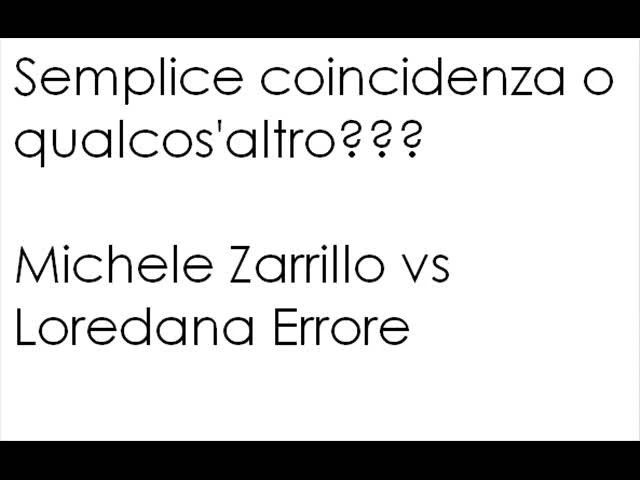 Semplice coincidenza o
qualcos'altro???
Michele Zarrillo vs
Loredana Errore